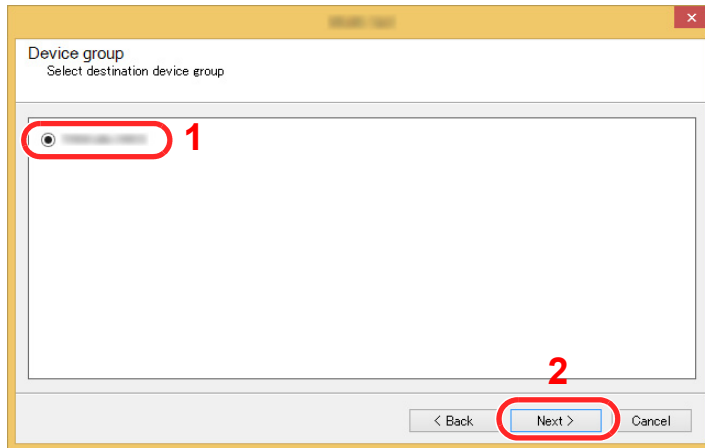 Device group
Select destination device group
1
2
< Back
Next >
Cancel